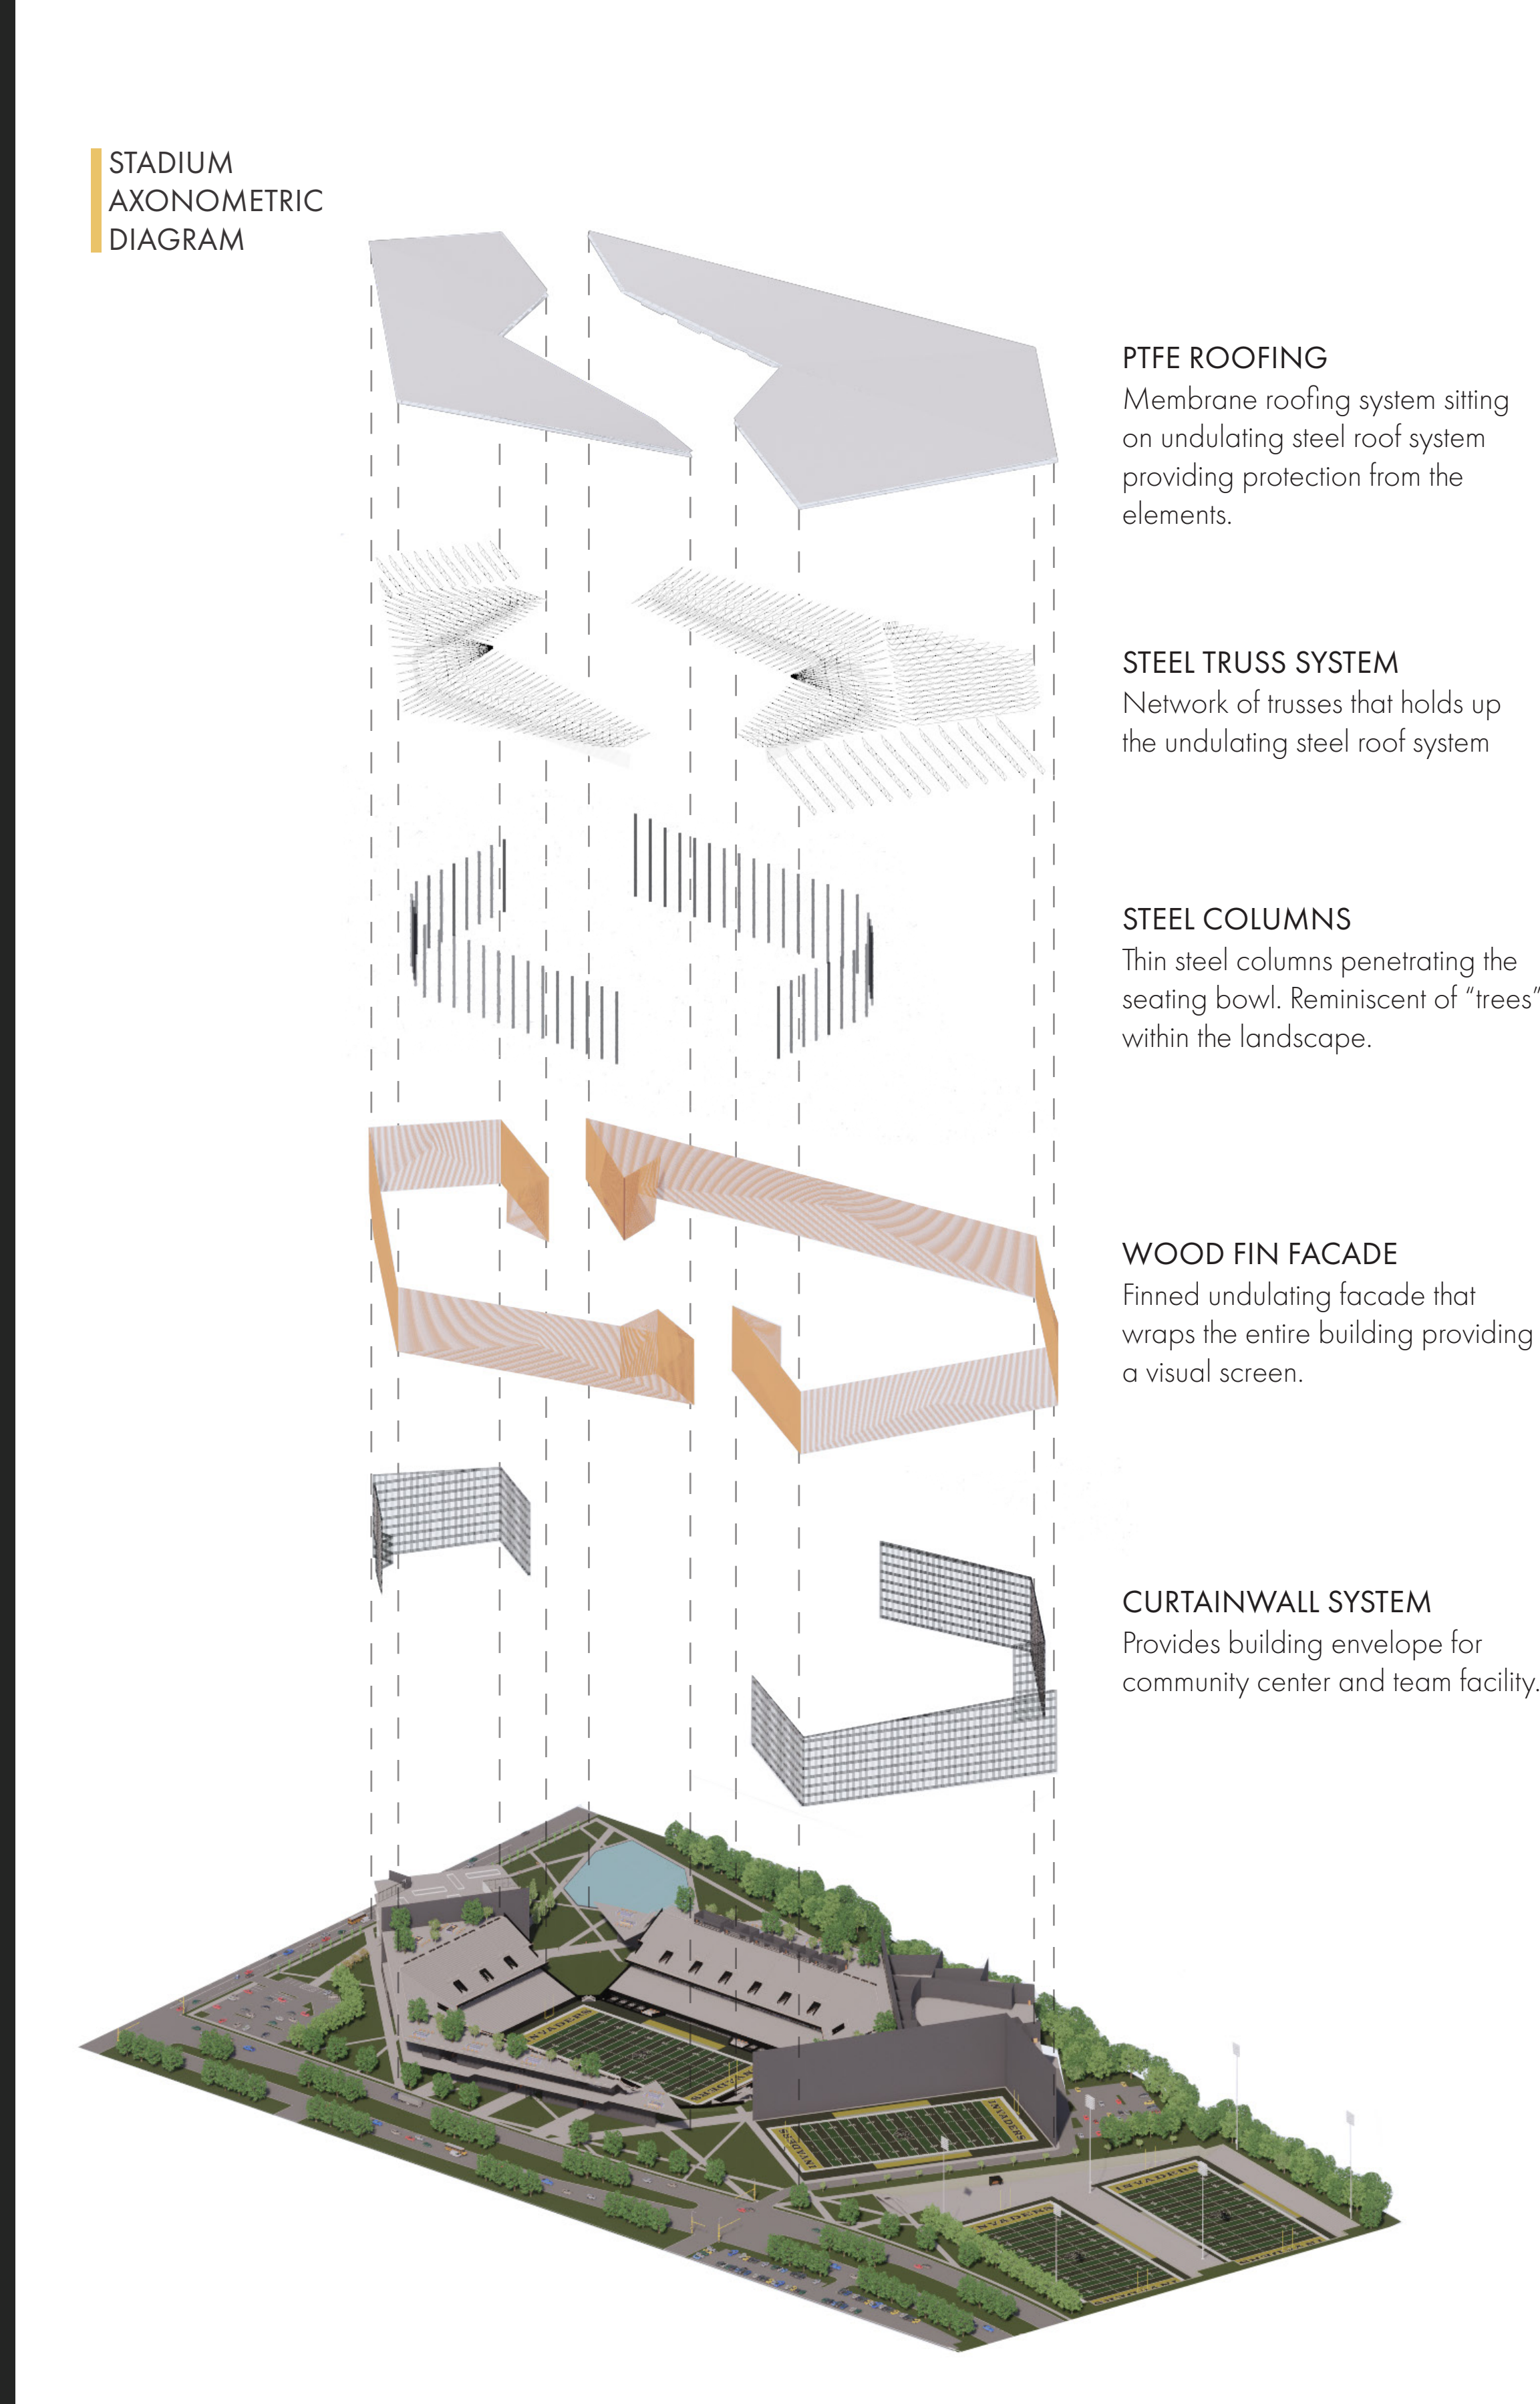 STADIUM
AXONOMETRIC
DIAGRAM
PTFE ROOFING
Membrane roofing system sitting
on undulating steel roof system
providing protection from the
elements.
STEEL TRUSS SYSTEM
Network of trusses that holds up
the undulating steel roof system
STEEL COLUMNS
Thin steel columns penetrating the
seating bowl. Reminiscent of “trees”
within the landscape.
WOOD FIN FACADE
Finned undulating facade that
wraps the entire building providing
a visual screen.
CURTAINWALL SYSTEM
Provides building envelope for
community center and team facility.
INVADERS
INVADERS
INVADERS
INVADERS
INVADERS
INVADERS